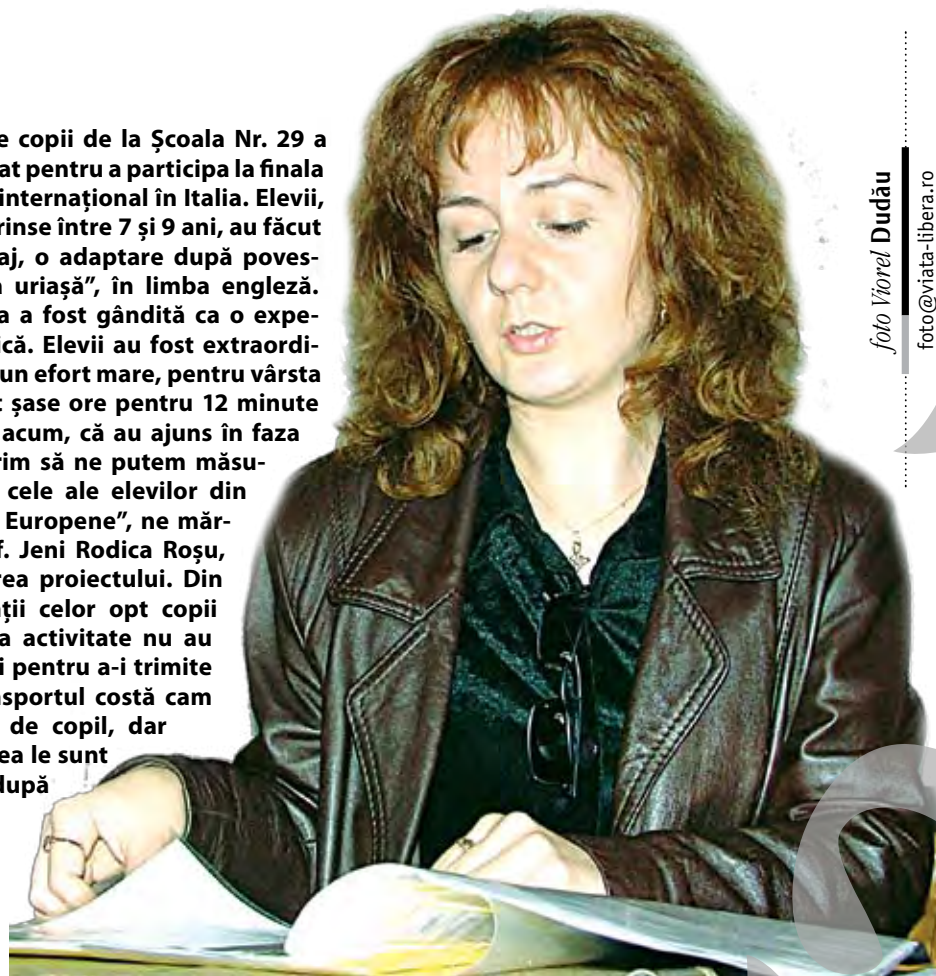 e copii de la Școala Nr. 29 a
at pentru a participa la finala
internațional în Italia. Elevii,
rinse între 7 și 9 ani, au făcut
aj, o adaptare după poves-
a uriașă”, în limba engleză.
a a fost gândită ca o expe-
ică. Elevii au fost extraordi-
un efort mare, pentru vârsta
t șase ore pentru 12 minute
acum, că au ajuns în faza
rim să ne putem măsu-
cele ale elevilor din
Europene”, ne măr-
f. Jeni Rodica Roșu,
rea proiectului. Din
ții celor opt copii
a activitate nu au
i pentru a-i trimite
nsportul costă cam
de copil, dar
ea le sunt
după
foto Viorel Dudău
foto@viata-libera.ro